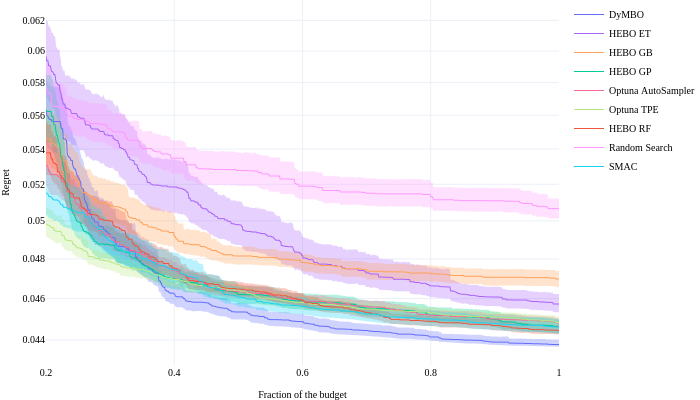 0.062
0.06
0.058
0.056
0.054
0.052
0.05
0.048
0.046
0.044
Regret
0.2
0.4
0.6
0.8
1
Fraction of the budget
DyMBO
HEBO ET
HEBO GB
HEBO GP
Optuna AutoSampler
Optuna TPE
HEBO RF
Random Search
SMAC